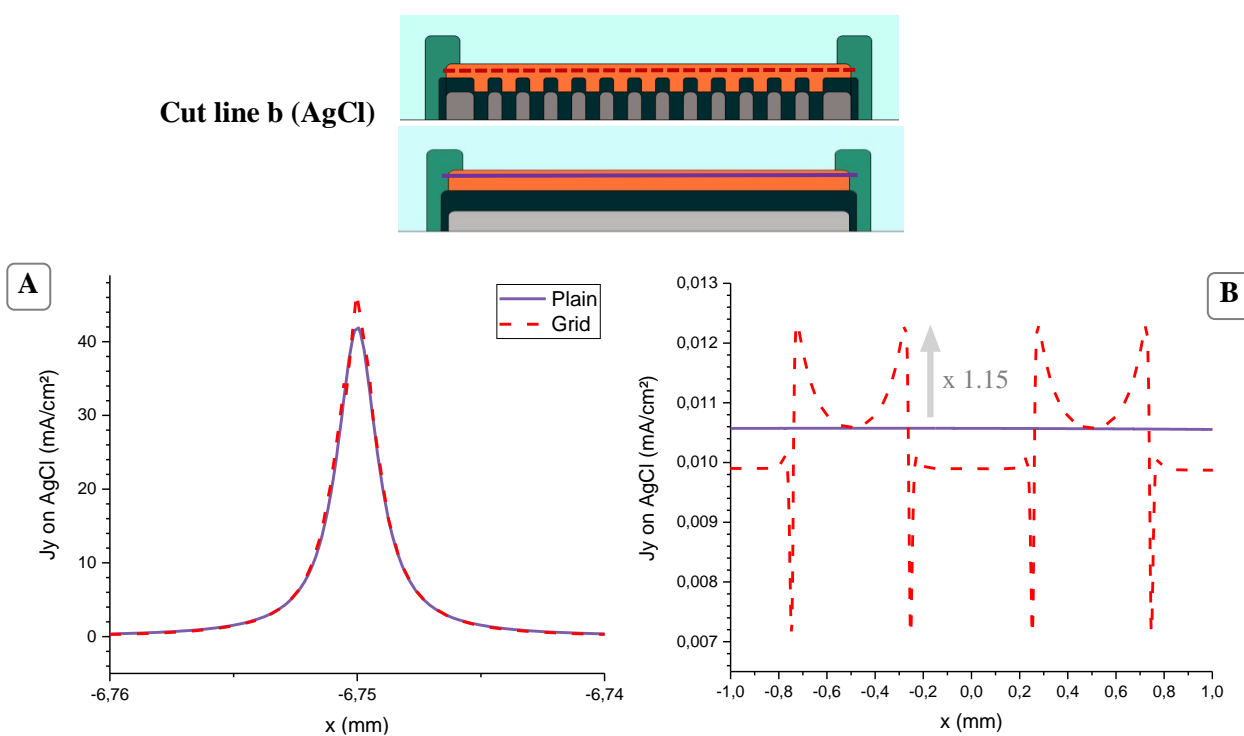 Cut line b (AgCl)
A
Plain
Grid
40
30
20
10
0
Jy on AgCl (mA/cm²)
-6,76
-6,75
-6,74
x (mm)
B
0,013
0,012
0,011
0,010
0,009
0,008
0,007
Jy on AgCl (mA/cm²)
x 1.15
-1,0
-0,8
-0,6
-0,4
-0,2
0,0
0,2
0,4
0,6
0,8
1,0
x (mm)